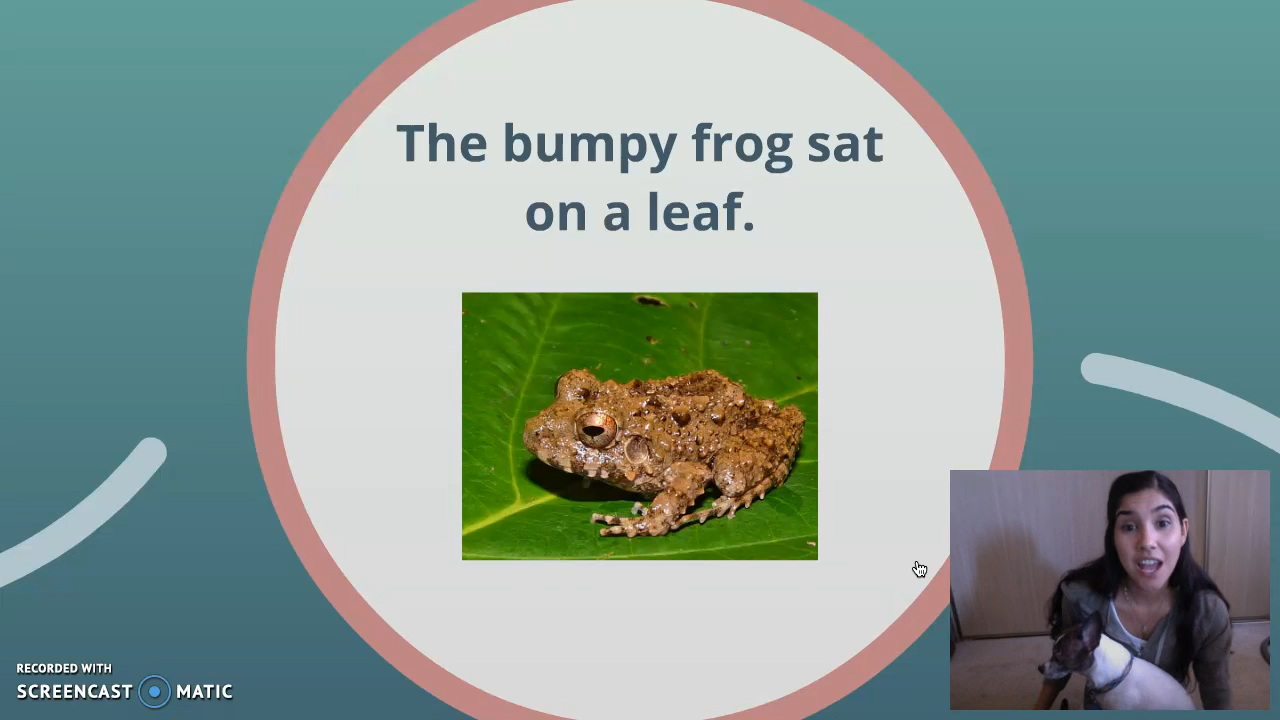 The bumpy frog sat
on a leaf.
RECORDED WITH
SCREENCAST MATIC